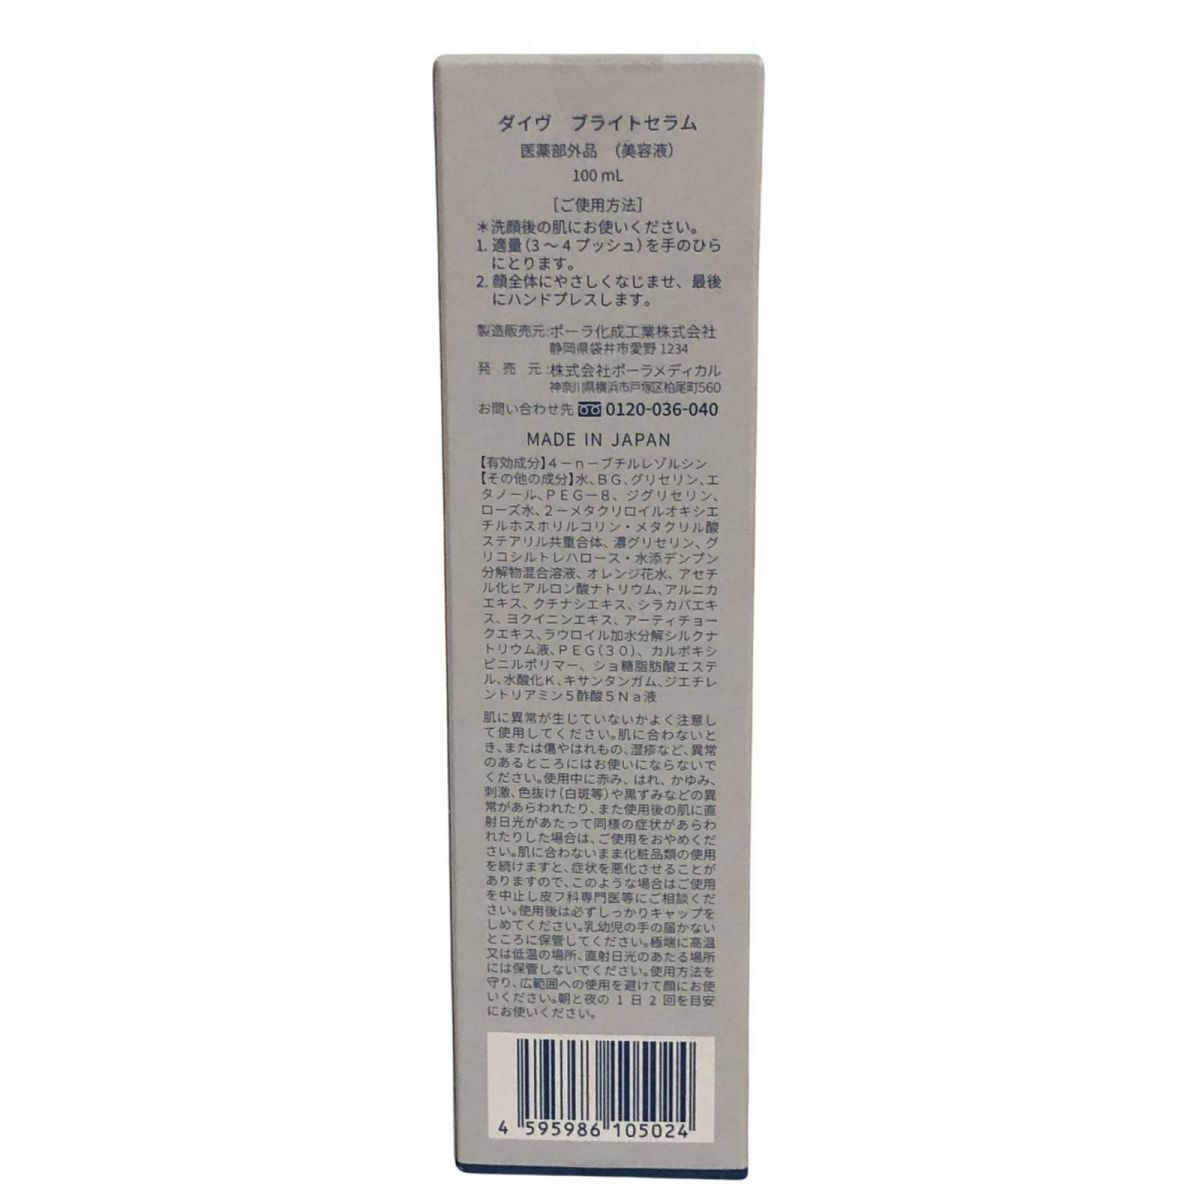 ダイヴ　ブライトセラム
医薬部外品　(美容液)
100 mL
[ご使用方法]
＊洗顔後の肌にお使いください。
1. 適量(3～4プッシュ)を手のひら
にとります。
2. 顔全体にやさしくなじませ、最後
にハンドプレスします。
製造販売元:ポーラ化成工業株式会社
静岡県袋井市愛野 1234
発　売　元:株式会社ポーラメディカル
神奈川県横浜市戸塚区柏尾町560
お問い合わせ先 0120-036-040
MADE IN JAPAN
【有効成分】4－n－ブチルレゾルシン
【その他の成分】水、BG、グリセリン、エ
タノール、PEG－8、ジグリセリン、
ローズ水、2－メタクリロイルオキシエ
チルホスホリルコリン・メタクリル酸
ステアリル共重合体、濃グリセリン、グ
リコシルトレハロース・水添デンプン
分解物混合溶液、オレンジ花水、アセチ
ル化ヒアルロン酸ナトリウム、アルニカ
エキス、クチナシエキス、シラカバエキ
ス、ヨクイニンエキス、アーティチョー
クエキス、ラウロイル加水分解シルクナ
トリウム液、PEG(30)、カルボキシ
ビニルポリマー、ショ糖脂肪酸エステ
ル、水酸化K、キサンタンガム、ジエチレ
ントリアミン5酢酸5Na液
肌に異常が生じていないかよく注意し
て使用してください。肌に合わないと
き、または傷やはれもの、湿疹など、異常
のあるところにはお使いにならないで
ください。使用中に赤み、はれ、かゆみ、
刺激、色抜け(白斑等)や黒ずみなどの異
常があらわれたり、また使用後の肌に直
射日光があたって同様の症状があらわ
れたりした場合は、ご使用をおやめくだ
さい。肌に合わないまま化粧品類の使用
を続けますと、症状を悪化させることが
ありますので、このような場合はご使用
を中止し皮フ科専門医等にご相談くだ
さい。使用後は必ずしっかりキャップを
しめてください。乳幼児の手の届かない
ところに保管してください。極端に高温
又は低温の場所、直射日光のあたる場所
には保管しないでください。使用方法を
守り、広範囲への使用を避けて顔にお使
いください。朝と夜の1日2回を目安
にお使いください。
4 595986 105024